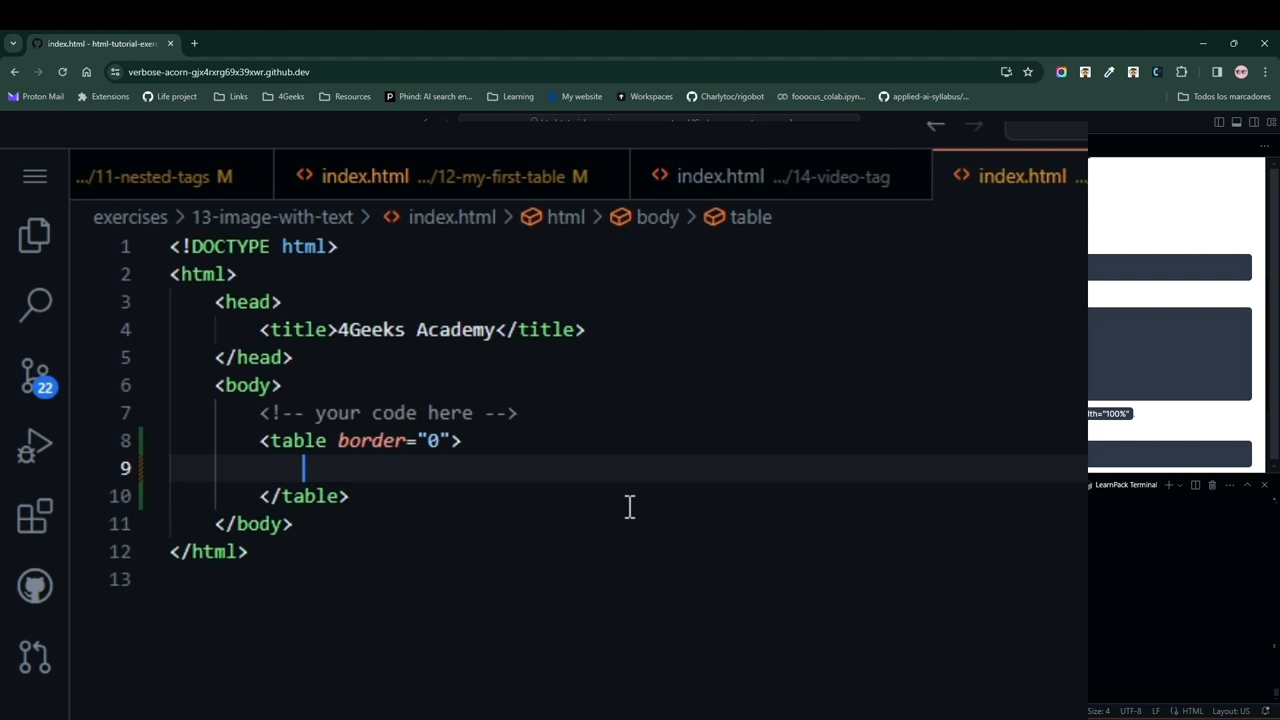 index.html - html-tutorial-exerc
verbose-acorn-gjx4rxrg69x39xwr.github.dev
Proton Mail Extensions Life project Links 4Geeks Resources Phind: AI search en... Learning My website Workspaces Charlytoc/rigobot fooocus_colab.ipyn... applied-ai-syllabus/... Todos los marcadores
.../11-nested-tags M index.html .../12-my-first-table M index.html .../14-video-tag index.html ...
exercises > 13-image-with-text > index.html > html > body > table
1 <!DOCTYPE html>
2 <html>
3 <head>
4 <title>4Geeks Academy</title>
5 </head>
6 <body>
7 <!-- your code here -->
8 <table border="0">
9
10 </table>
11 </body>
12 </html>
13
22
lth="100%"
LearnPack Terminal
Size: 4 UTF-8 LF HTML Layout: US